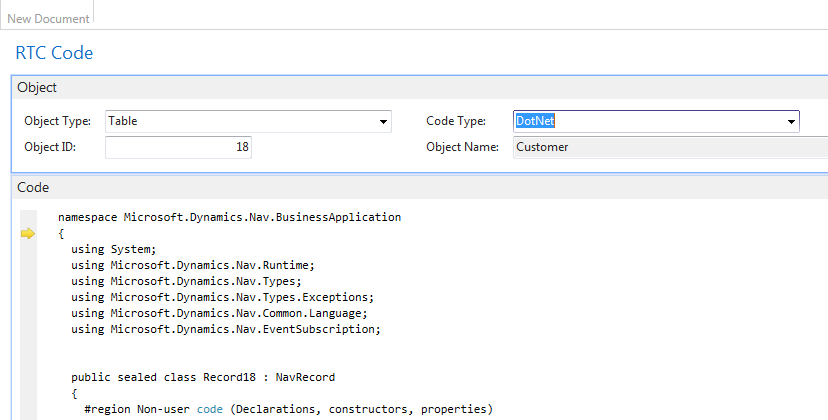 New Document
RTC Code
Object
Object Type: Table Code Type: DotNet
Object ID: 18 Object Name: Customer
Code
namespace Microsoft.Dynamics.Nav.BusinessApplication
{
using System;
using Microsoft.Dynamics.Nav.Runtime;
using Microsoft.Dynamics.Nav.Types;
using Microsoft.Dynamics.Nav.Types.Exceptions;
using Microsoft.Dynamics.Nav.Common.Language;
using Microsoft.Dynamics.Nav.EventSubscription;
public sealed class Record18 : NavRecord
{
#region Non-user code (Declarations, constructors, properties)